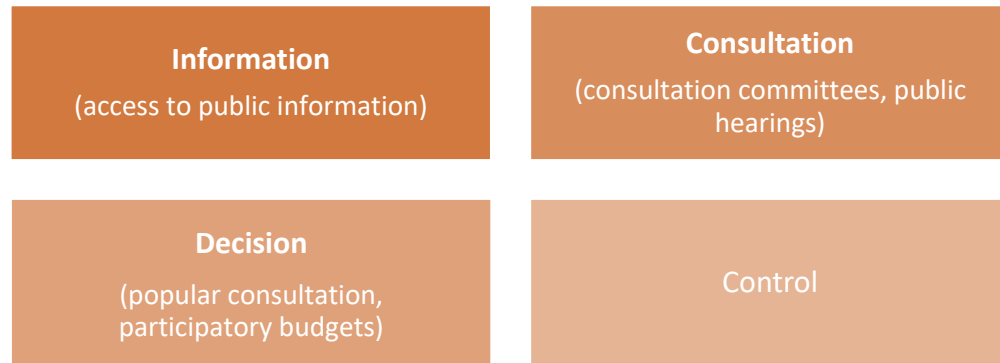 Information
(access to public information)
Consultation
(consultation committees, public
hearings)
Decision
(popular consultation,
participatory budgets)
Control